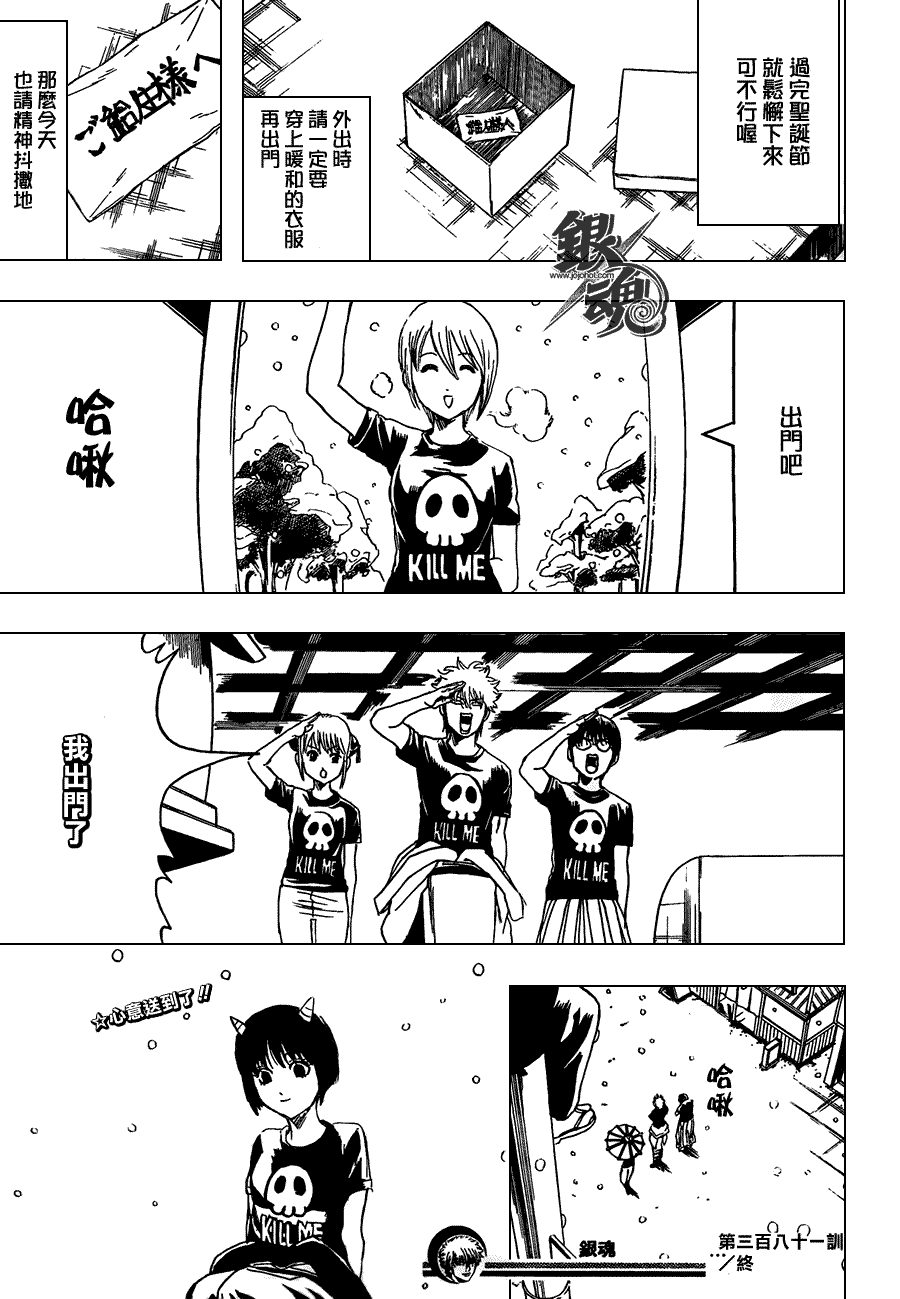 過完聖誕節
就鬆懈下來
可不行喔
外出時
請一定要
穿上暖和的衣服
再出門
ご銘生様へ
那麼今天
也請精神抖擻地
銀魂
www.jojohot.com
出門吧
KILL ME
哈
啾
KILL ME
KILL ME
KILL ME
我出門了
哈
啾
☆心意送到了!!
KILL ME
銀魂
第三百八十一訓
…／終